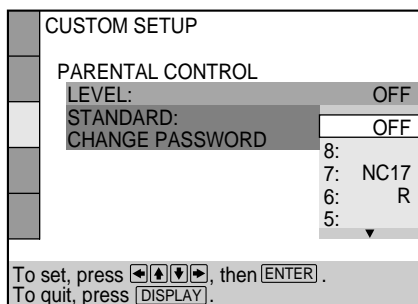 CUSTOM SETUP
PARENTAL CONTROL
LEVEL: OFF
STANDARD:
CHANGE PASSWORD
OFF
8:
7: NC17
6: R
5:
To set, press ←↑↓→, then ENTER.
To quit, press DISPLAY.